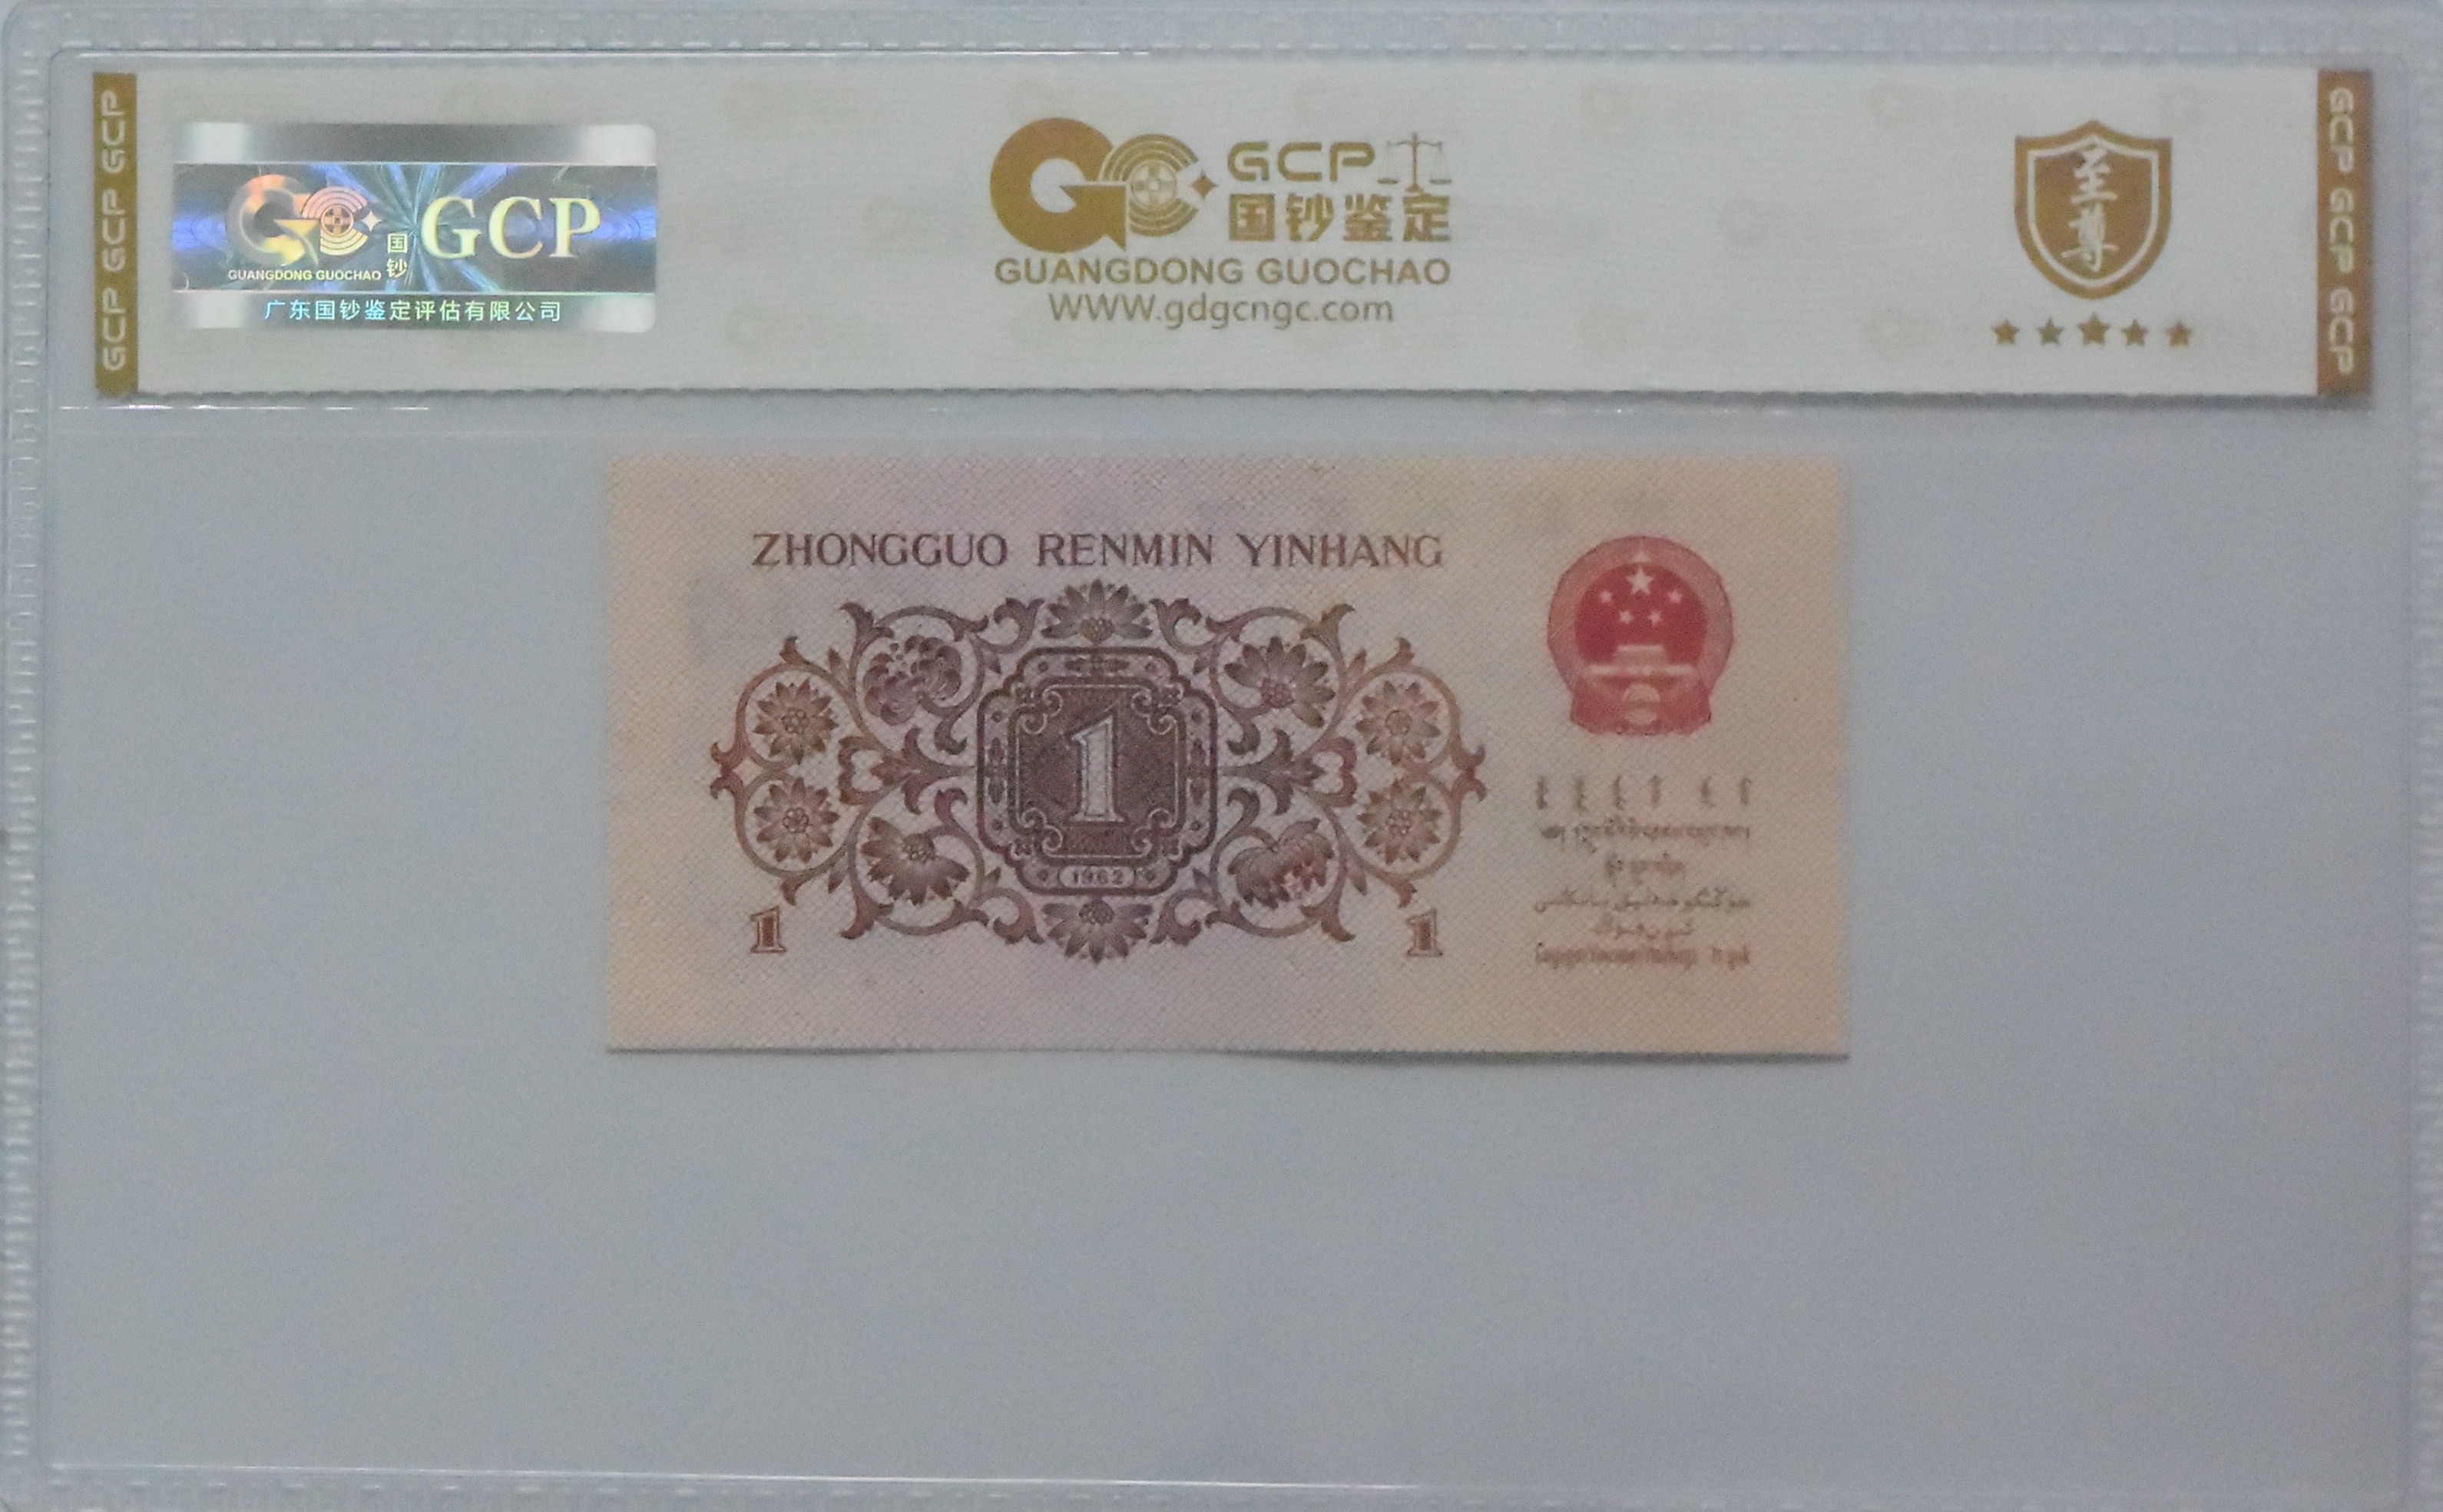 GCP GCP GCP
GUANGDONG GUOCHAO
国钞
GCP
广东国钞鉴定评估有限公司
GCP
国钞鉴定
GUANGDONG GUOCHAO
WWW.gdgcngc.com
至尊
GCP GCP GCP
ZHONGGUO RENMIN YINHANG
1
1962
1 1